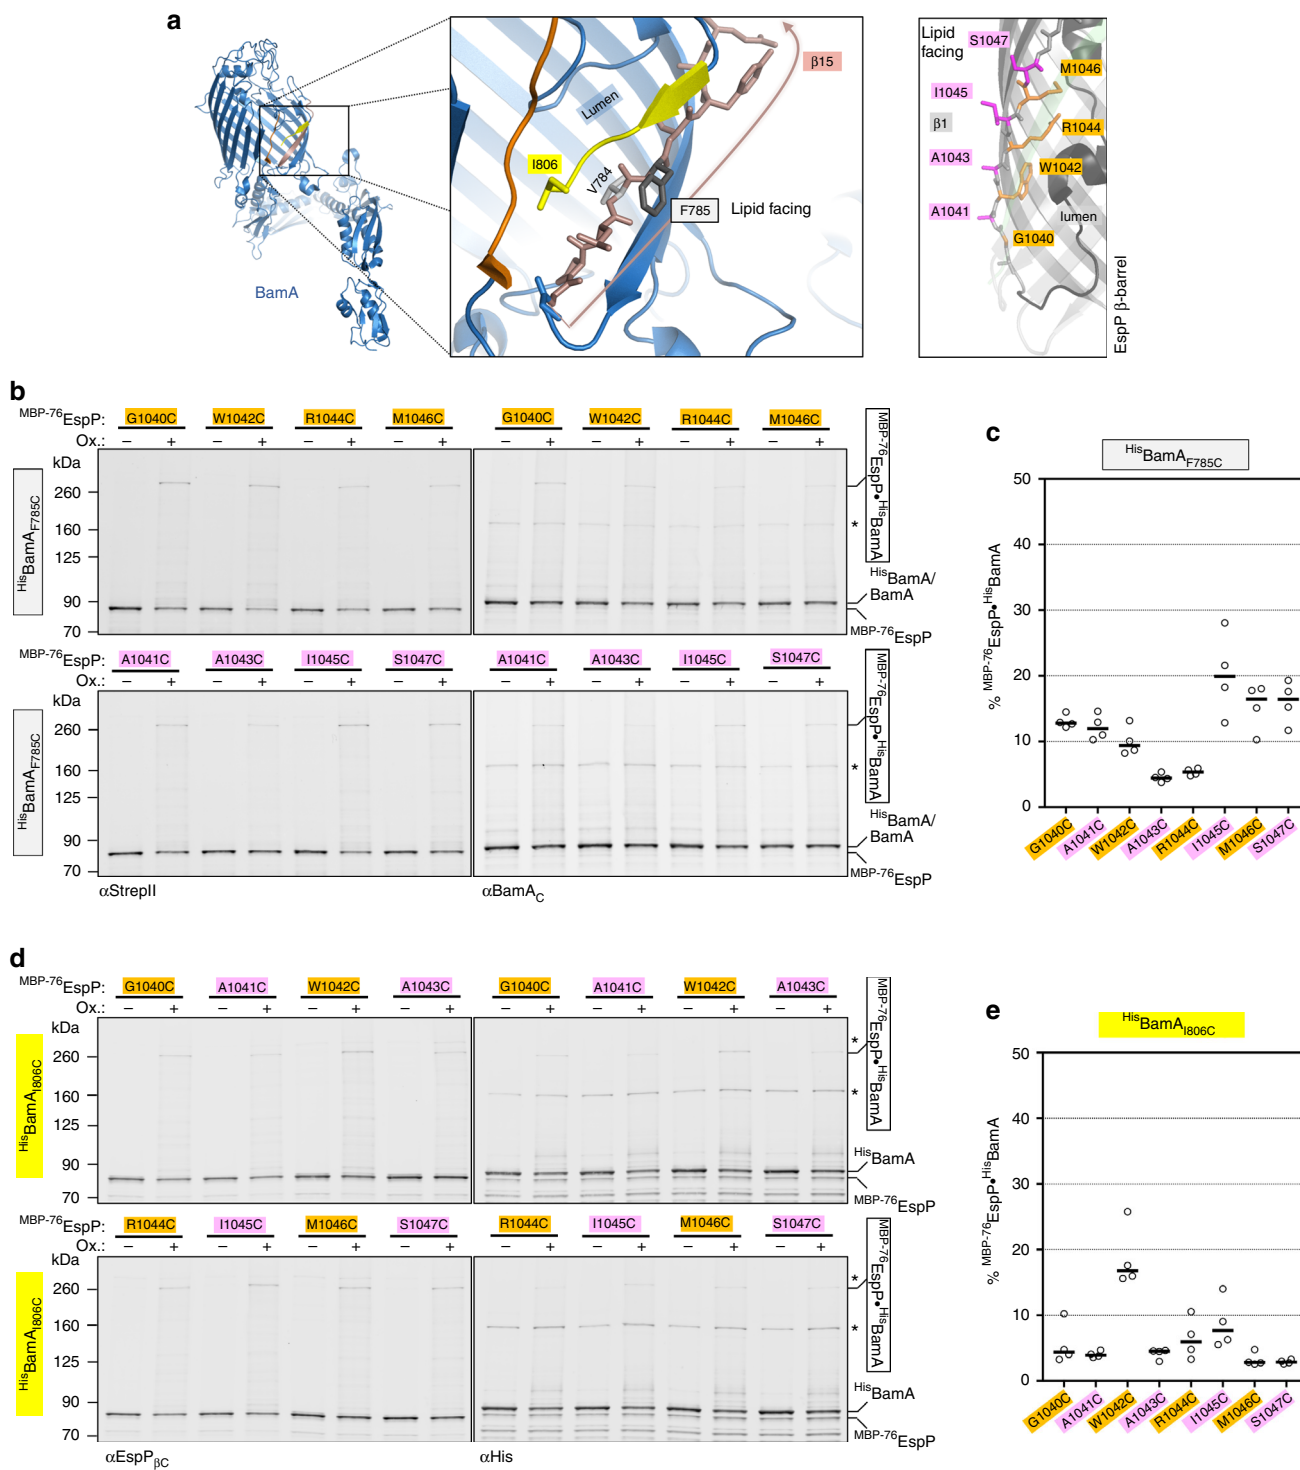 a
BamA
Lumen
β15
I806
V784
F785
Lipid facing
Lipid facing
S1047
M1046
I1045
β1
R1044
A1043
W1042
A1041
lumen
G1040
EspP β-barrel
b
MBP-76EspP:
G1040C W1042C R1044C M1046C G1040C W1042C R1044C M1046C
Ox.: – + – + – + – + – + – + – + – +
kDa
260
160
125
90
70
HisBamAF785C
MBP-76EspP•HisBamA
*
HisBamA/
BamA
MBP-76EspP
MBP-76EspP:
A1041C A1043C I1045C S1047C A1041C A1043C I1045C S1047C
Ox.: – + – + – + – + – + – + – + – +
kDa
260
160
125
90
70
HisBamAF785C
MBP-76EspP•HisBamA
*
HisBamA/
BamA
MBP-76EspP
αStrepII
αBamAC
c
HisBamAF785C
% MBP-76EspP•HisBamA
50
40
30
20
10
0
G1040C A1041C W1042C A1043C R1044C I1045C M1046C S1047C
d
MBP-76EspP:
G1040C A1041C W1042C A1043C G1040C A1041C W1042C A1043C
Ox.: – + – + – + – + – + – + – + – +
kDa
260
160
125
90
70
HisBamAI806C
*
MBP-76EspP•HisBamA
*
HisBamA
MBP-76EspP
MBP-76EspP:
R1044C I1045C M1046C S1047C R1044C I1045C M1046C S1047C
Ox.: – + – + – + – + – + – + – + – +
kDa
260
160
125
90
70
HisBamAI806C
*
MBP-76EspP•HisBamA
*
HisBamA
MBP-76EspP
αEspPβC
αHis
e
HisBamAI806C
% MBP-76EspP•HisBamA
50
40
30
20
10
0
G1040C A1041C W1042C A1043C R1044C I1045C M1046C S1047C